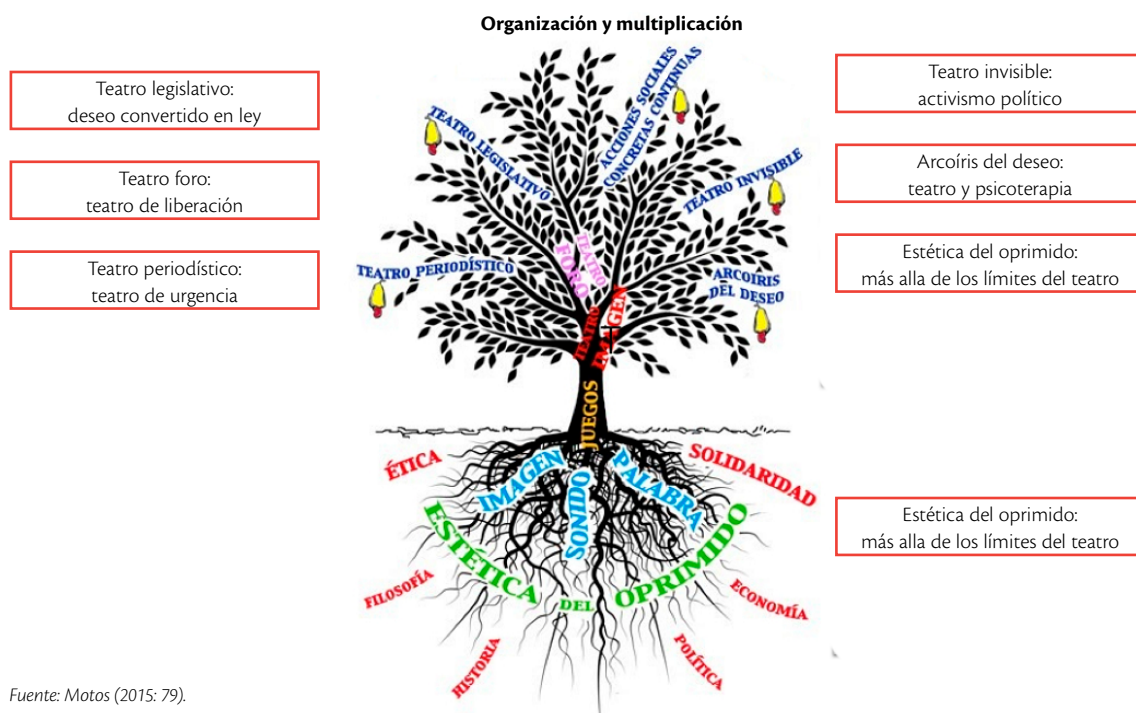 Organización y multiplicación
Teatro legislativo:
deseo convertido en ley
Teatro foro:
teatro de liberación
Teatro periodístico:
teatro de urgencia
TEATRO LEGISLATIVO
ACCIONES SOCIALES
CONCRETAS CONTINUAS
TEATRO INVISIBLE
TEATRO PERIODÍSTICO
TEATRO
FORO
ARCOIRIS
DEL DESEO
TEATRO
IMAGEN
JUEGOS
ÉTICA
IMAGEN
SONIDO
PALABRA
SOLIDARIDAD
ESTÉTICA
DEL
OPRIMIDO
FILOSOFÍA
ECONOMÍA
HISTORIA
POLÍTICA
Teatro invisible:
activismo político
Arcoíris del deseo:
teatro y psicoterapia
Estética del oprimido:
más alla de los límites del teatro
Estética del oprimido:
más alla de los límites del teatro
Fuente: Motos (2015: 79).